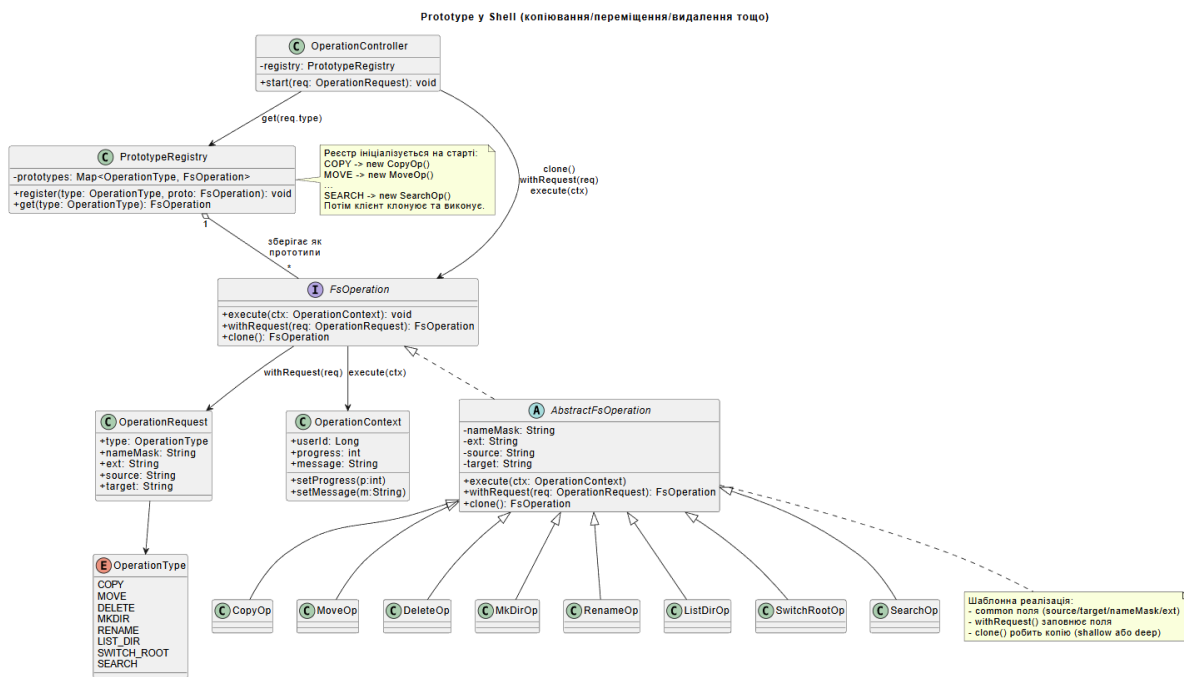 Prototype у Shell (копіювання/переміщення/видалення тощо)
C OperationController
-registry: PrototypeRegistry
+start(req: OperationRequest): void
get(req.type)
C PrototypeRegistry
-prototypes: Map<OperationType, FsOperation>
+register(type: OperationType, proto: FsOperation): void
+get(type: OperationType): FsOperation
Реєстр ініціалізується на старті:
COPY -> new CopyOp()
MOVE -> new MoveOp()
...
SEARCH -> new SearchOp()
Потім клієнт клонує та виконує.
clone()
withRequest(req)
execute(ctx)
1
зберігає як
прототипи
*
I FsOperation
+execute(ctx: OperationContext): void
+withRequest(req: OperationRequest): FsOperation
+clone(): FsOperation
withRequest(req)
execute(ctx)
C OperationRequest
+type: OperationType
+nameMask: String
+ext: String
+source: String
+target: String
C OperationContext
+userId: Long
+progress: int
+message: String
+setProgress(p:int)
+setMessage(m:String)
A AbstractFsOperation
-nameMask: String
-ext: String
-source: String
-target: String
+execute(ctx: OperationContext)
+withRequest(req: OperationRequest): FsOperation
+clone(): FsOperation
E OperationType
COPY
MOVE
DELETE
MKDIR
RENAME
LIST_DIR
SWITCH_ROOT
SEARCH
C CopyOp
C MoveOp
C DeleteOp
C MkDirOp
C RenameOp
C ListDirOp
C SwitchRootOp
C SearchOp
Шаблонна реалізація:
- common поля (source/target/nameMask/ext)
- withRequest() заповнює поля
- clone() робить копію (shallow або deep)